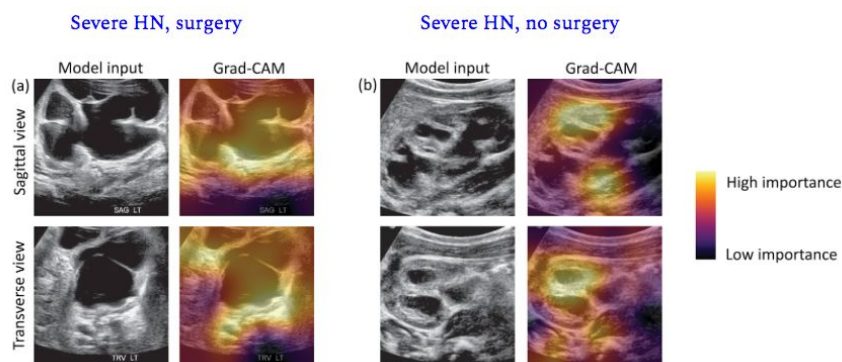 Severe HN, surgery
Severe HN, no surgery
(a)
Model input
Grad-CAM
(b)
Model input
Grad-CAM
Sagittal view
SAG LT
SAG LT
High importance
Low importance
Transverse view
TRV LT
TRV LT